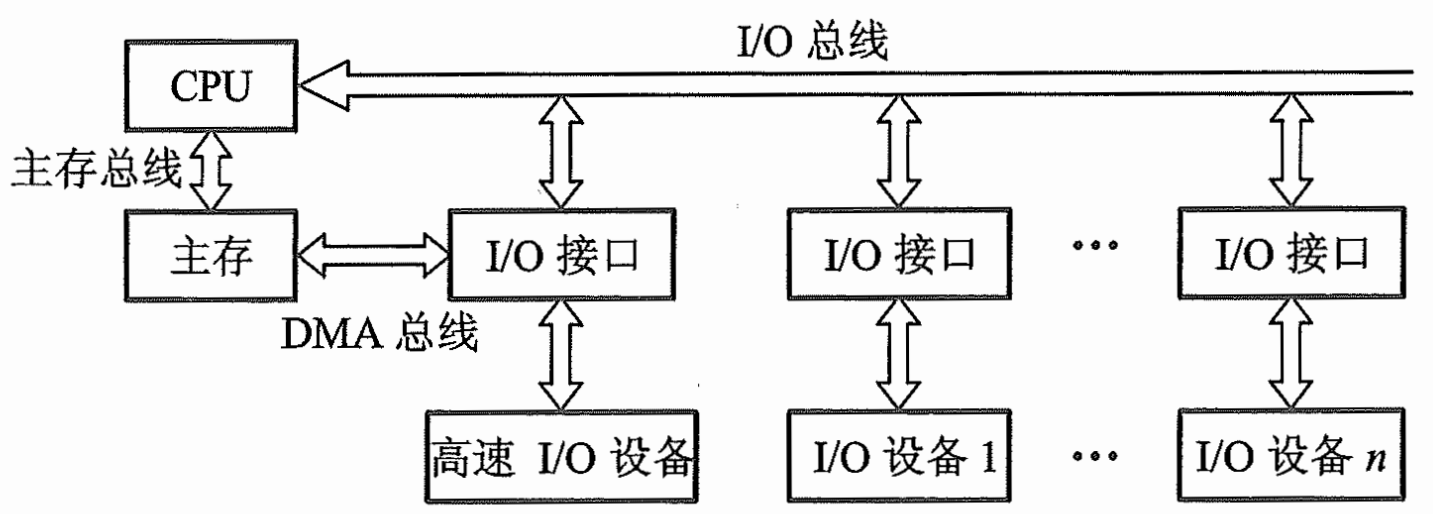 I/O 总线
CPU
主存总线
主存
I/O 接口
I/O 接口
•••
I/O 接口
DMA 总线
高速 I/O 设备
I/O 设备 1
•••
I/O 设备 n